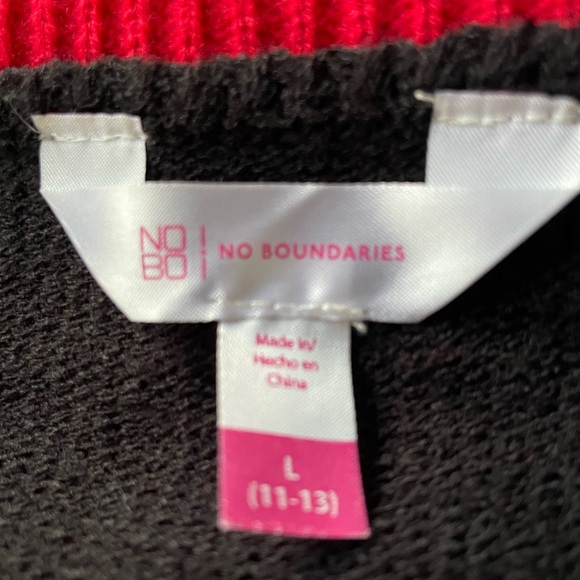 NO
BO
NO BOUNDARIES
Made in/
Hecho en
China
L
(11-13)